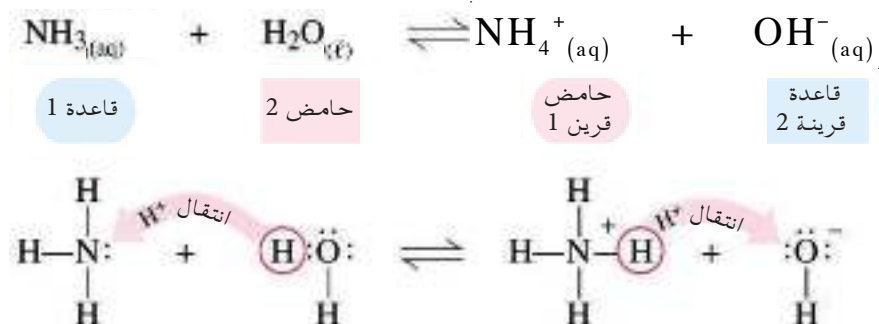 NH₃(aq) + H₂O(ℓ) ⇌ NH₄⁺(aq) + OH⁻(aq)
قاعدة 1
حامض 2
حامض
قرين 1
قاعدة
قرينة 2
H H
انتقال H⁺ انتقال H⁺
H—N: + H:Ö: ⇌ H—N—H⁺ + :Ö:⁻
H H H H